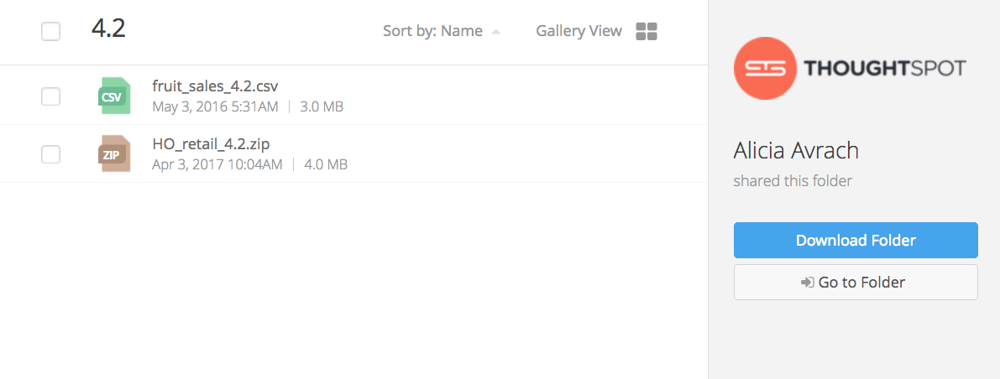 4.2
Sort by: Name
Gallery View
CSV
fruit_sales_4.2.csv
May 3, 2016 5:31AM | 3.0 MB
ZIP
HO_retail_4.2.zip
Apr 3, 2017 10:04AM | 4.0 MB
THOUGHTSPOT
Alicia Avrach
shared this folder
Download Folder
Go to Folder